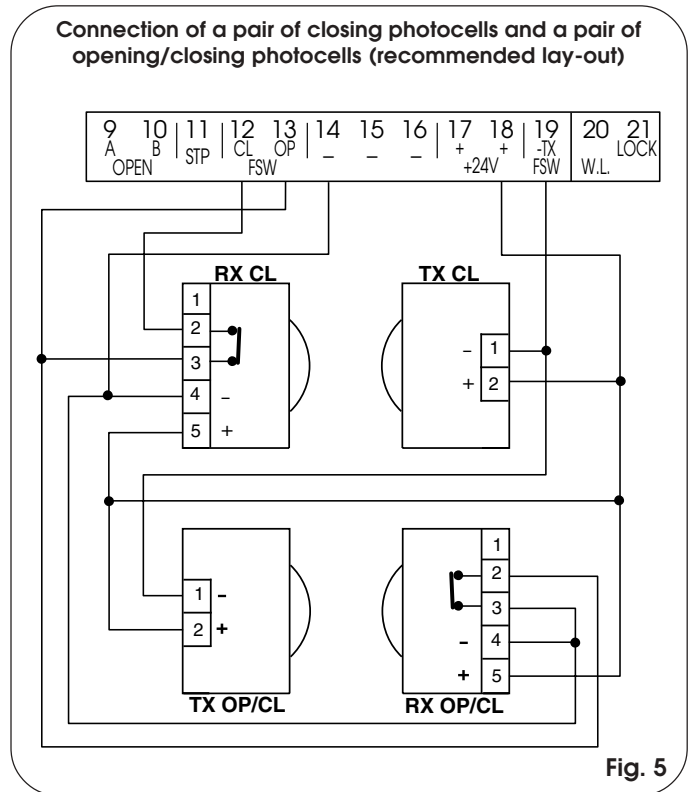 Connection of a pair of closing photocells and a pair of
opening/closing photocells (recommended lay-out)
9 10 11 12 13 14 15 16 17 18 19 20 21
A B STP CL OP _ _ _ + + -TX LOCK
OPEN FSW +24V FSW W.L.
RX CL TX CL
1
2
3
4 –
5 +
– 1
+ 2
1 -
2 +
1
2
3
- 4
+ 5
TX OP/CL RX OP/CL
Fig. 5